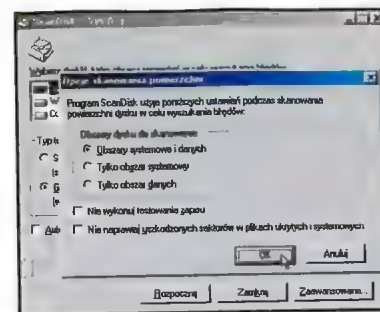 ScanDisk -
Opcje skanowania powierzchni
Program ScanDisk użyje poniższych ustawień podczas skanowania
powierzchni dysku w celu wyszukania błędów:
Obszary dysku do skanowania
Obszary systemowe i danych
Tylko obszar systemowy
Tylko obszar danych
Nie wykonuj testowania zapisu
Nie naprawiaj uszkodzonych sektorów w plikach ukrytych i systemowych
OK
Anuluj
Rozpocznij
Zamknij
Zaawansowane...